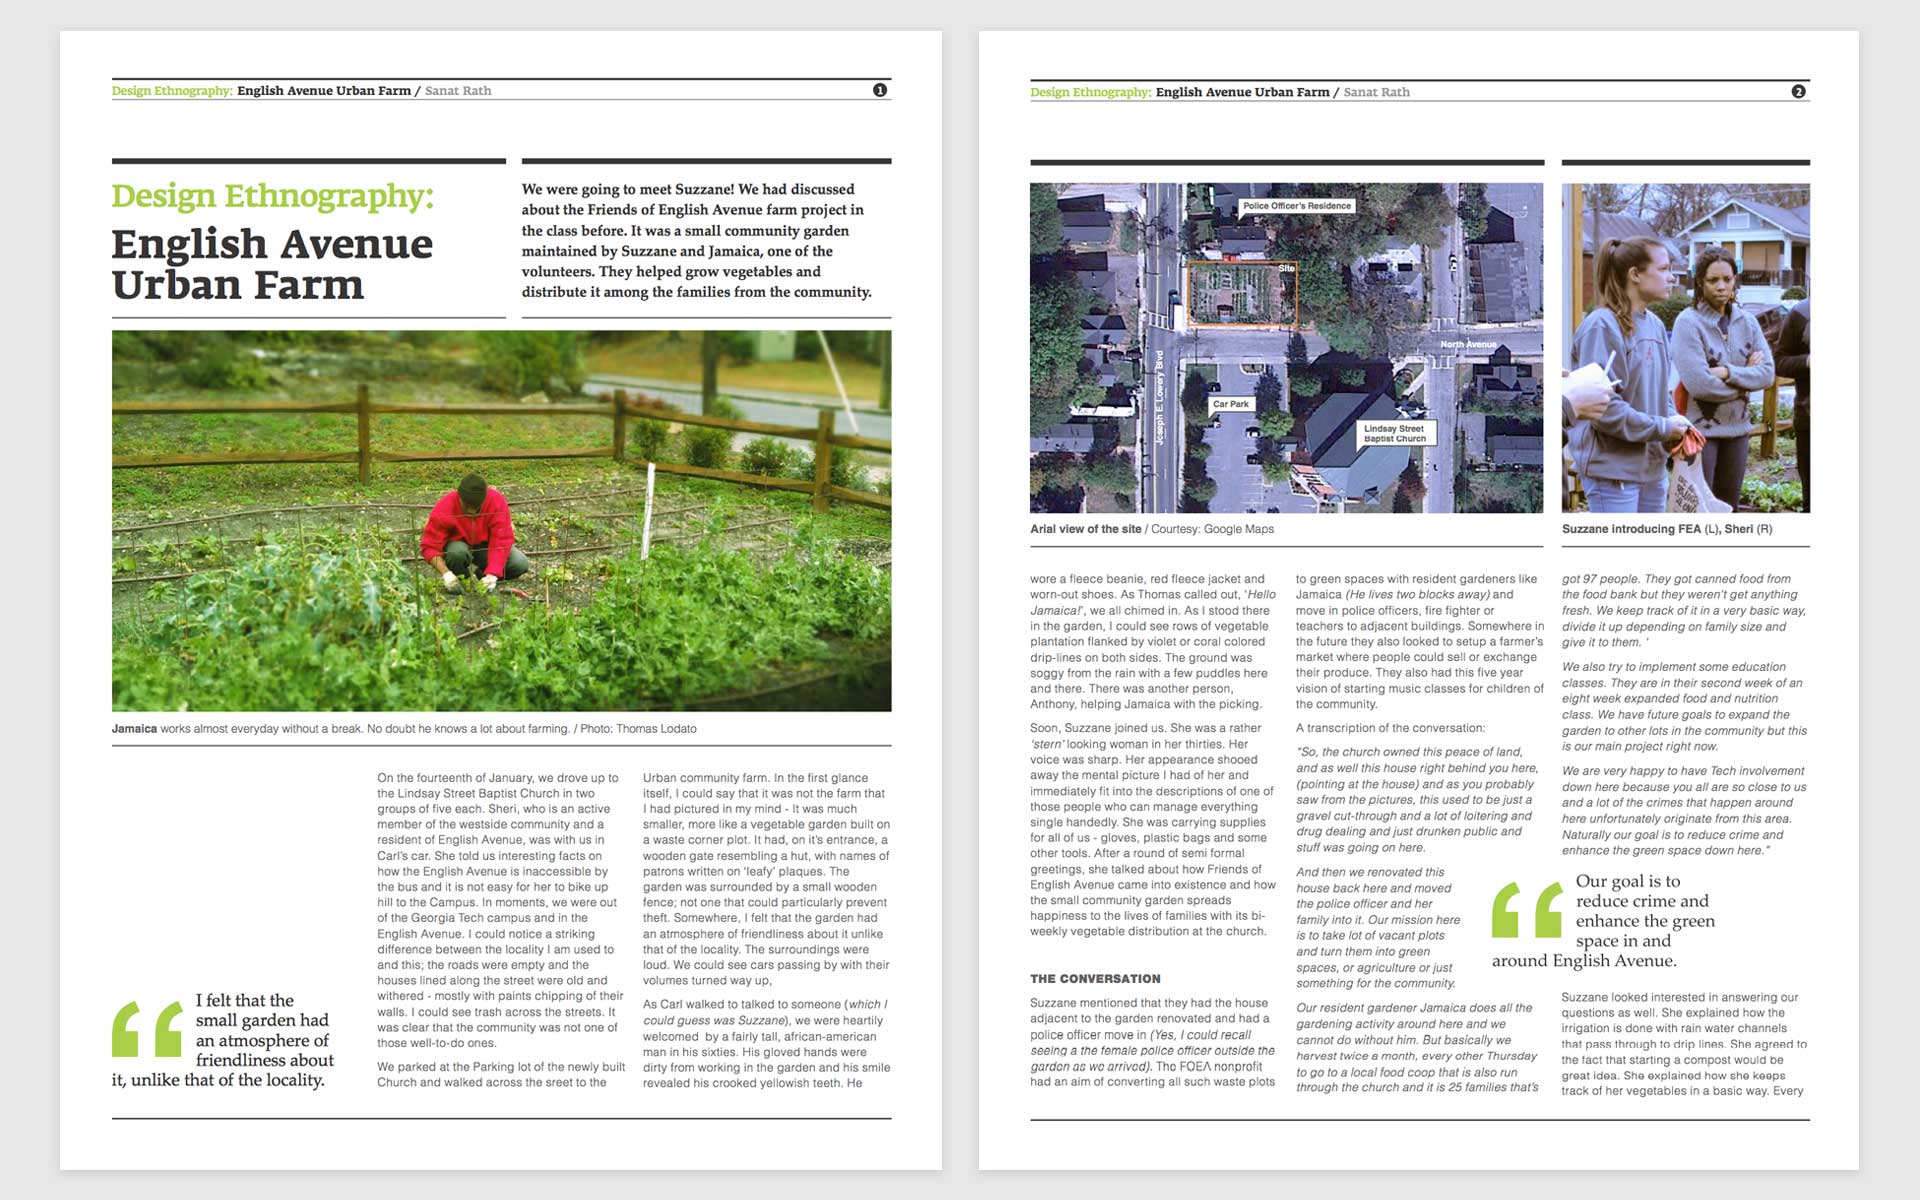 Design Ethnography: English Avenue Urban Farm / Sanat Rath
1
Design Ethnography:
English Avenue
Urban Farm
We were going to meet Suzzane! We had discussed
about the Friends of English Avenue farm project in
the class before. It was a small community garden
maintained by Suzzane and Jamaica, one of the
volunteers. They helped grow vegetables and
distribute it among the families from the community.
Jamaica works almost everyday without a break. No doubt he knows a lot about farming. / Photo: Thomas Lodato
I felt that the
small garden had
an atmosphere of
friendliness about
it, unlike that of the locality.
On the fourteenth of January, we drove up to
the Lindsay Street Baptist Church in two
groups of five each. Sheri, who is an active
member of the westside community and a
resident of English Avenue, was with us in
Carl's car. She told us interesting facts on
how the English Avenue is inaccessible by
the bus and it is not easy for her to bike up
hill to the Campus. In moments, we were out
of the Georgia Tech campus and in the
English Avenue. I could notice a striking
difference between the locality I am used to
and this; the roads were empty and the
houses lined along the street were old and
withered - mostly with paints chipping of their
walls. I could see trash across the streets. It
was clear that the community was not one of
those well-to-do ones.
We parked at the Parking lot of the newly built
Church and walked across the sreet to the
Urban community farm. In the first glance
itself, I could say that it was not the farm that
I had pictured in my mind - It was much
smaller, more like a vegetable garden built on
a waste corner plot. It had, on it's entrance, a
wooden gate resembling a hut, with names of
patrons written on 'leafy' plaques. The
garden was surrounded by a small wooden
fence; not one that could particularly prevent
theft. Somewhere, I felt that the garden had
an atmosphere of friendliness about it unlike
that of the locality. The surroundings were
loud. We could see cars passing by with their
volumes turned way up,
As Carl walked to talked to someone (which I
could guess was Suzzane), we were heartily
welcomed  by a fairly tall, african-american
man in his sixties. His gloved hands were
dirty from working in the garden and his smile
revealed his crooked yellowish teeth. He
Design Ethnography: English Avenue Urban Farm / Sanat Rath
2
Police Officer's Residence
Site
North Avenue
Joseph E. Lowery Blvd
Car Park
Lindsay Street
Baptist Church
Arial view of the site / Courtesy: Google Maps
Suzzane introducing FEA (L), Sheri (R)
wore a fleece beanie, red fleece jacket and
worn-out shoes. As Thomas called out, 'Hello
Jamaica!', we all chimed in. As I stood there
in the garden, I could see rows of vegetable
plantation flanked by violet or coral colored
drip-lines on both sides. The ground was
soggy from the rain with a few puddles here
and there. There was another person,
Anthony, helping Jamaica with the picking.
Soon, Suzzane joined us. She was a rather
'stern' looking woman in her thirties. Her
voice was sharp. Her appearance shooed
away the mental picture I had of her and
immediately fit into the descriptions of one of
those people who can manage everything
single handedly. She was carrying supplies
for all of us - gloves, plastic bags and some
other tools. After a round of semi formal
greetings, she talked about how Friends of
English Avenue came into existence and how
the small community garden spreads
happiness to the lives of families with its bi-
weekly vegetable distribution at the church.
THE CONVERSATION
Suzzane mentioned that they had the house
adjacent to the garden renovated and had a
police officer move in (Yes, I could recall
seeing a the female police officer outside the
garden as we arrived). The FOEA nonprofit
had an aim of converting all such waste plots
to green spaces with resident gardeners like
Jamaica (He lives two blocks away) and
move in police officers, fire fighter or
teachers to adjacent buildings. Somewhere in
the future they also looked to setup a farmer's
market where people could sell or exchange
their produce. They also had this five year
vision of starting music classes for children of
the community.
A transcription of the conversation:
"So, the church owned this peace of land,
and as well this house right behind you here,
(pointing at the house) and as you probably
saw from the pictures, this used to be just a
gravel cut-through and a lot of loitering and
drug dealing and just drunken public and
stuff was going on here.
And then we renovated this
house back here and moved
the police officer and her
family into it. Our mission here
is to take lot of vacant plots
and turn them into green
spaces, or agriculture or just
something for the community.
Our resident gardener Jamaica does all the
gardening activity around here and we
cannot do without him. But basically we
harvest twice a month, every other Thursday
to go to a local food coop that is also run
through the church and it is 25 families that's
got 97 people. They got canned food from
the food bank but they weren't get anything
fresh. We keep track of it in a very basic way,
divide it up depending on family size and
give it to them. '
We also try to implement some education
classes. They are in their second week of an
eight week expanded food and nutrition
class. We have future goals to expand the
garden to other lots in the community but this
is our main project right now.
We are very happy to have Tech involvement
down here because you all are so close to us
and a lot of the crimes that happen around
here unfortunately originate from this area.
Naturally our goal is to reduce crime and
enhance the green space down here."
Our goal is to
reduce crime and
enhance the green
space in and
around English Avenue.
Suzzane looked interested in answering our
questions as well. She explained how the
irrigation is done with rain water channels
that pass through to drip lines. She agreed to
the fact that starting a compost would be
great idea. She explained how she keeps
track of her vegetables in a basic way. Every